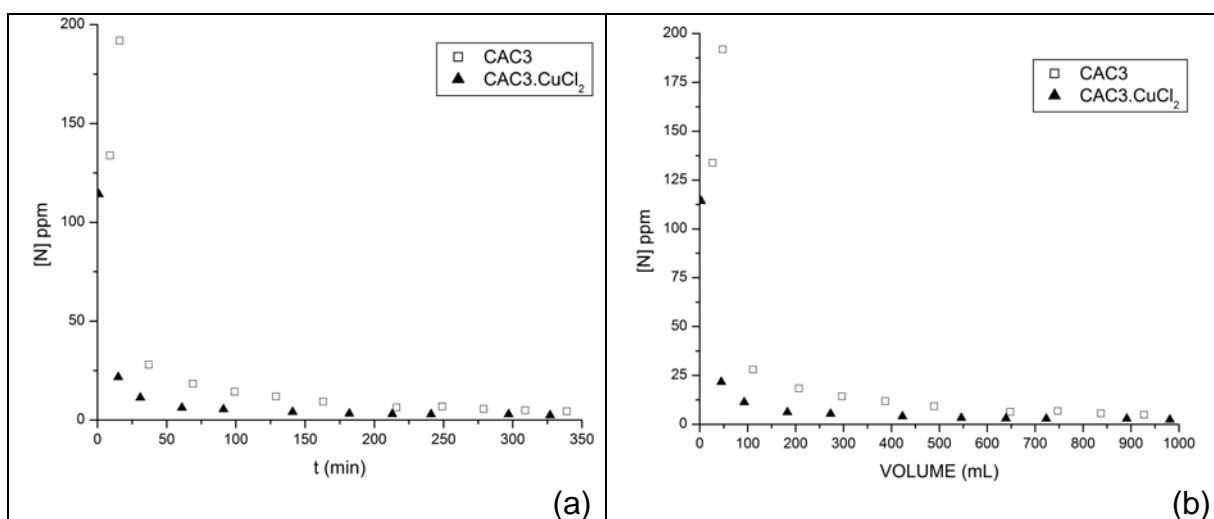 200
150
100
50
0
[N] ppm
0 50 100 150 200 250 300 350
t (min)
CAC3
CAC3.CuCl₂
(a)
200
175
150
125
100
75
50
25
0
[N] ppm
0 100 200 300 400 500 600 700 800 900 1000
VOLUME (mL)
CAC3
CAC3.CuCl₂
(b)